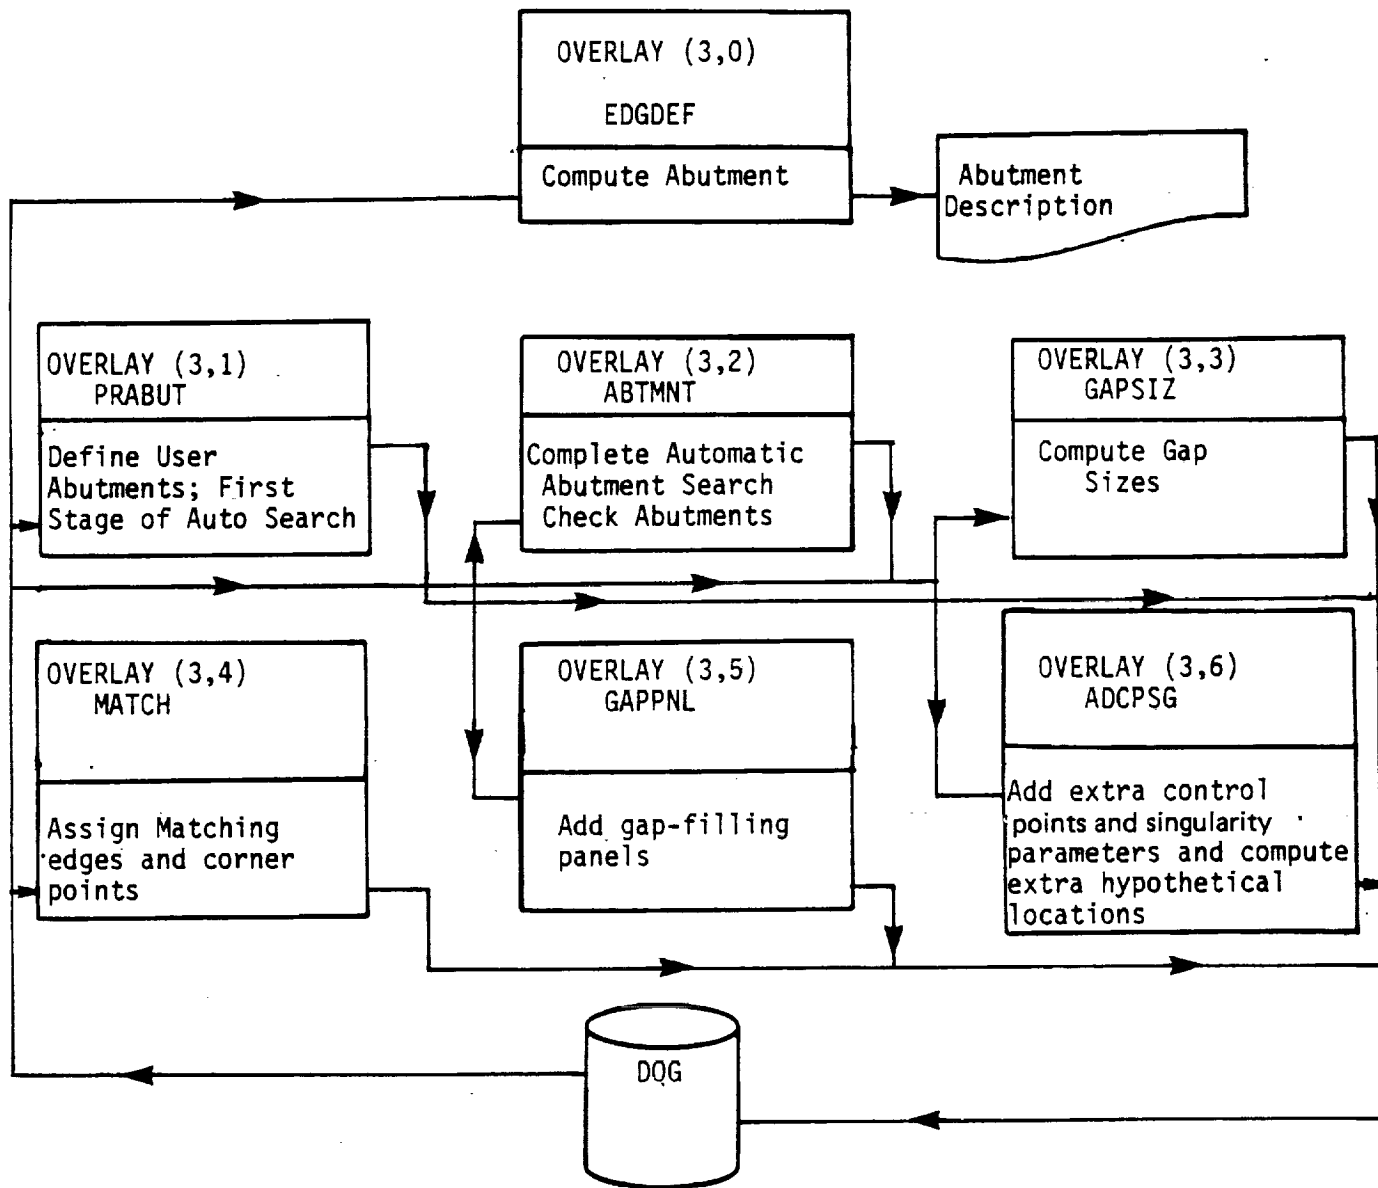 OVERLAY (3,0)
EDGDEF
Compute Abutment
Abutment
Description
OVERLAY (3,1)
PRABUT
Define User
Abutments; First
Stage of Auto Search
OVERLAY (3,2)
ABTMNT
Complete Automatic
Abutment Search
Check Abutments
OVERLAY (3,3)
GAPSIZ
Compute Gap
Sizes
OVERLAY (3,4)
MATCH
Assign Matching
edges and corner
points
OVERLAY (3,5)
GAPPNL
Add gap-filling
panels
OVERLAY (3,6)
ADCPSG
Add extra control
points and singularity
parameters and compute
extra hypothetical
locations
DQG